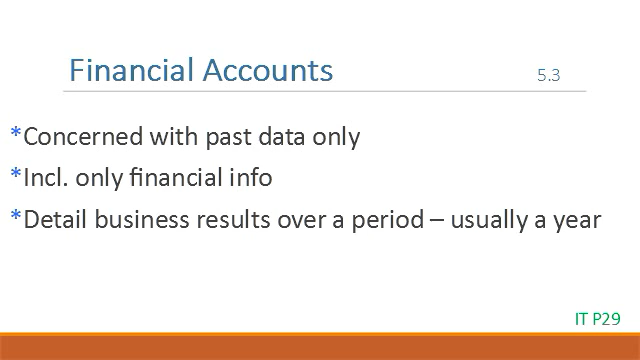 Financial Accounts 5.3
*Concerned with past data only
*Incl. only financial info
*Detail business results over a period – usually a year
IT P29